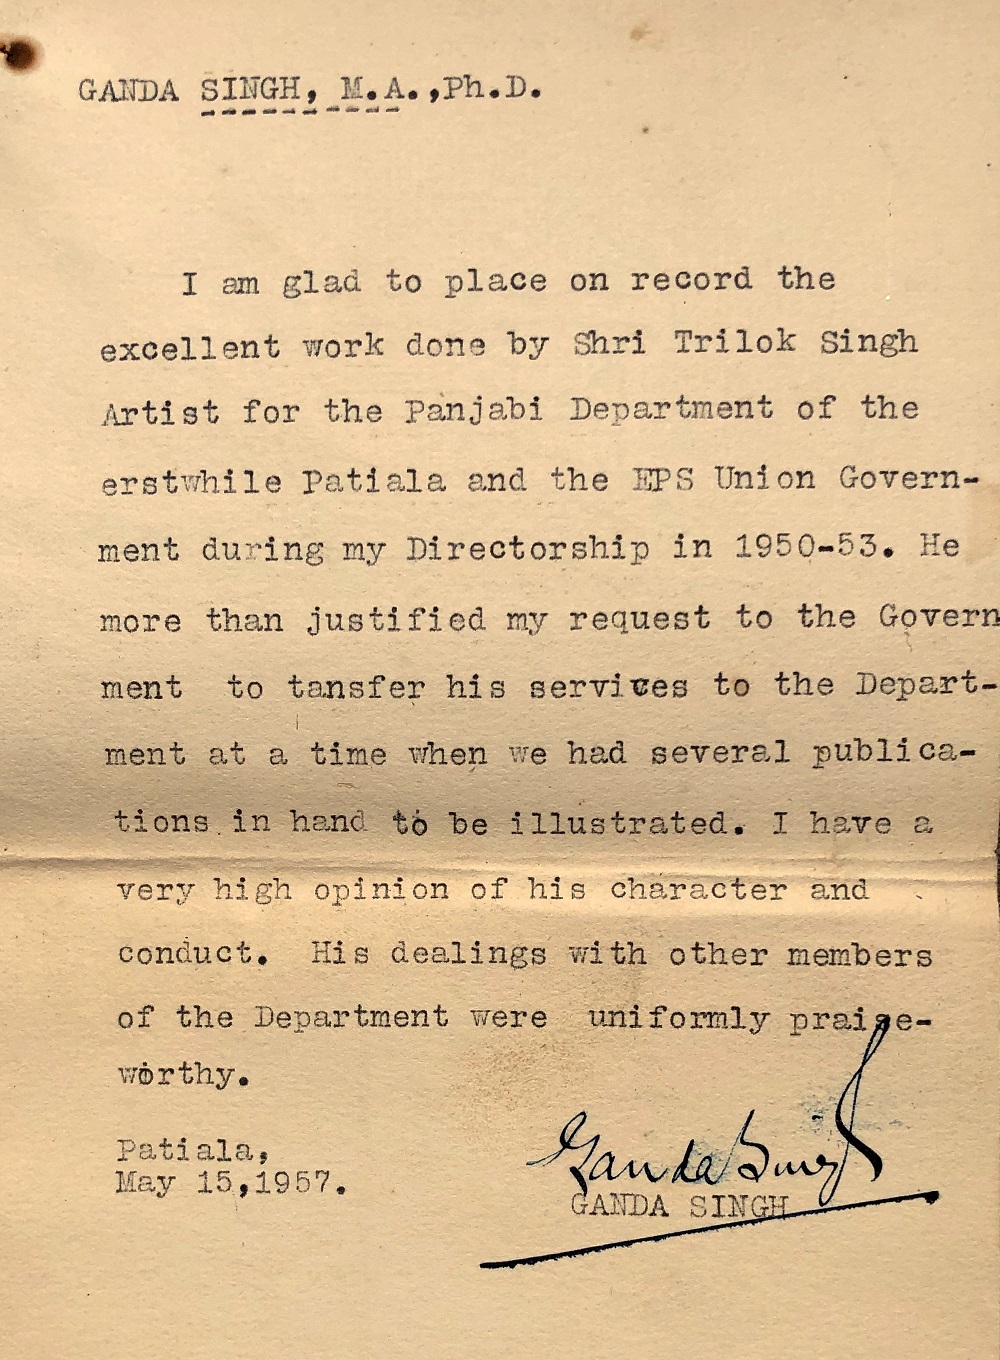 GANDA SINGH, M.A.,Ph.D.
I am glad to place on record the
excellent work done by Shri Trilok Singh
Artist for the Panjabi Department of the
erstwhile Patiala and the EPS Union Govern-
ment during my Directorship in 1950-53. He
more than justified my request to the Govern
ment to tansfer his services to the Depart-
ment at a time when we had several publica-
tions in hand to be illustrated. I have a
very high opinion of his character and
conduct. His dealings with other members
of the Department were uniformly praise-
worthy.
Patiala,
May 15,1957.
Ganda Singh
GANDA SINGH